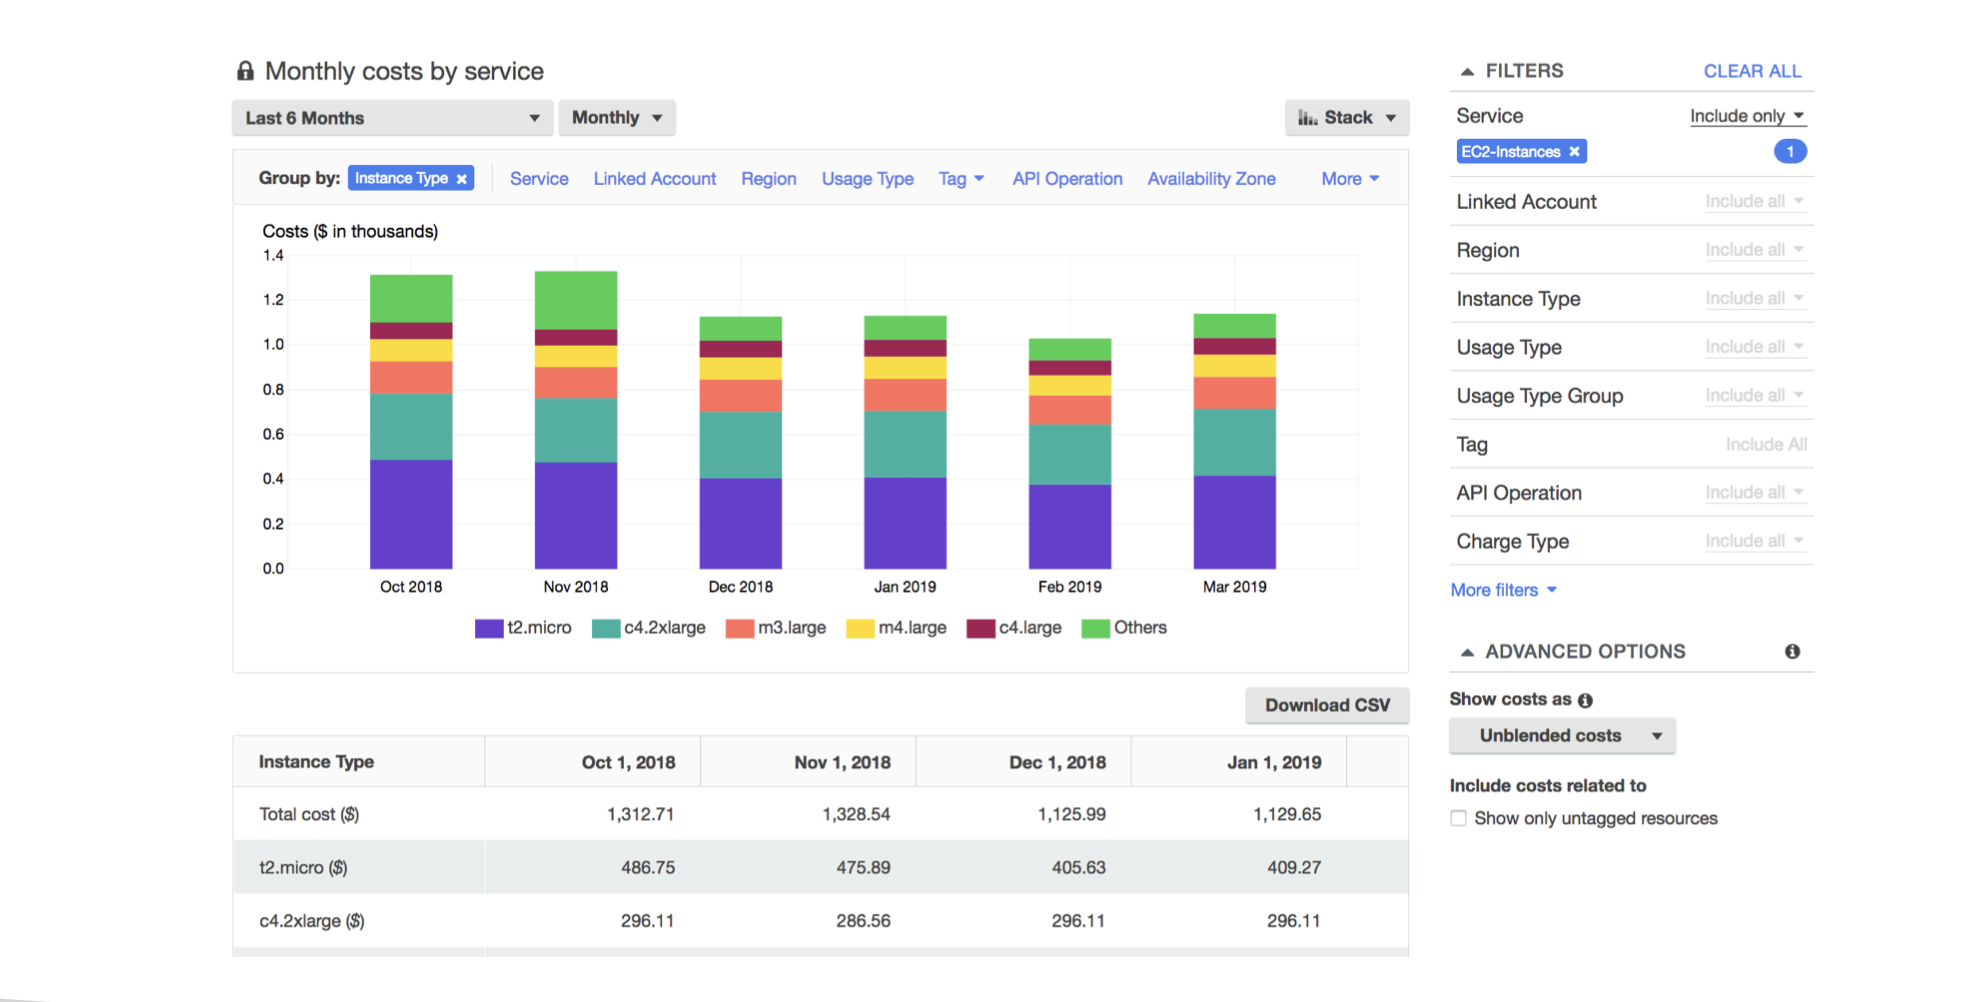 Monthly costs by service
Last 6 Months Monthly Stack
Group by: Instance Type × Service Linked Account Region Usage Type Tag API Operation Availability Zone More
Costs ($ in thousands)
1.4
1.2
1.0
0.8
0.6
0.4
0.2
0.0
Oct 2018 Nov 2018 Dec 2018 Jan 2019 Feb 2019 Mar 2019
t2.micro c4.2xlarge m3.large m4.large c4.large Others
Download CSV
Instance Type Oct 1, 2018 Nov 1, 2018 Dec 1, 2018 Jan 1, 2019
Total cost ($) 1,312.71 1,328.54 1,125.99 1,129.65
t2.micro ($) 486.75 475.89 405.63 409.27
c4.2xlarge ($) 296.11 286.56 296.11 296.11
FILTERS CLEAR ALL
Service Include only
EC2-Instances × 1
Linked Account Include all
Region Include all
Instance Type Include all
Usage Type Include all
Usage Type Group Include all
Tag Include All
API Operation Include all
Charge Type Include all
More filters
ADVANCED OPTIONS
Show costs as
Unblended costs
Include costs related to
Show only untagged resources